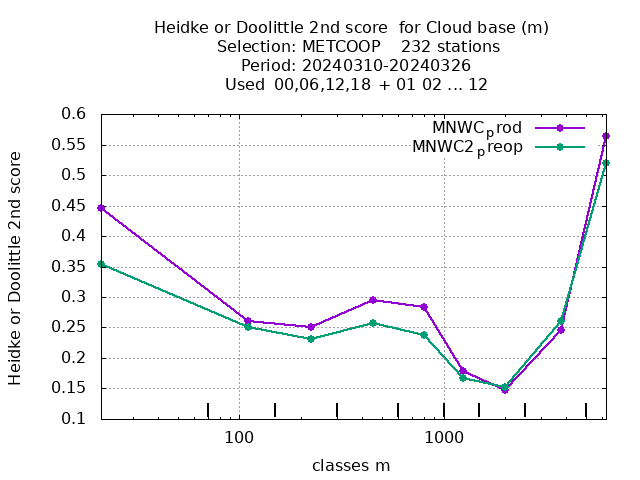 Heidke or Doolittle 2nd score  for Cloud base (m)
Selection: METCOOP    232 stations
Period: 20240310-20240326
Used  00,06,12,18 + 01 02 ... 12
MNWC_prod
MNWC2_preop
Heidke or Doolittle 2nd score
0.6
0.55
0.5
0.45
0.4
0.35
0.3
0.25
0.2
0.15
0.1
100 1000
classes m